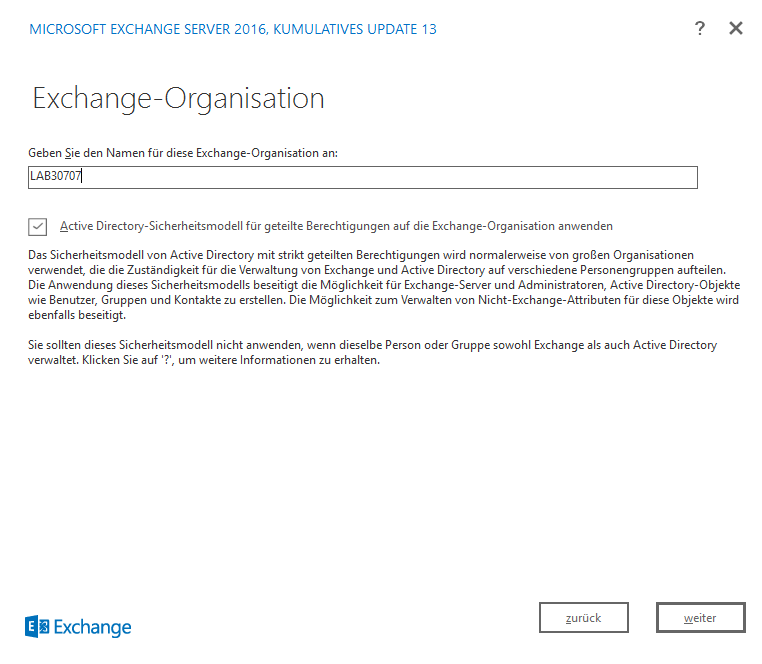 MICROSOFT EXCHANGE SERVER 2016, KUMULATIVES UPDATE 13
?
Exchange-Organisation
Geben Sie den Namen für diese Exchange-Organisation an:
LAB30707
Active Directory-Sicherheitsmodell für geteilte Berechtigungen auf die Exchange-Organisation anwenden
Das Sicherheitsmodell von Active Directory mit strikt geteilten Berechtigungen wird normalerweise von großen Organisationen
verwendet, die die Zuständigkeit für die Verwaltung von Exchange und Active Directory auf verschiedene Personengruppen aufteilen.
Die Anwendung dieses Sicherheitsmodells beseitigt die Möglichkeit für Exchange-Server und Administratoren, Active Directory-Objekte
wie Benutzer, Gruppen und Kontakte zu erstellen. Die Möglichkeit zum Verwalten von Nicht-Exchange-Attributen für diese Objekte wird
ebenfalls beseitigt.
Sie sollten dieses Sicherheitsmodell nicht anwenden, wenn dieselbe Person oder Gruppe sowohl Exchange als auch Active Directory
verwaltet. Klicken Sie auf '?', um weitere Informationen zu erhalten.
Exchange
zurück
weiter